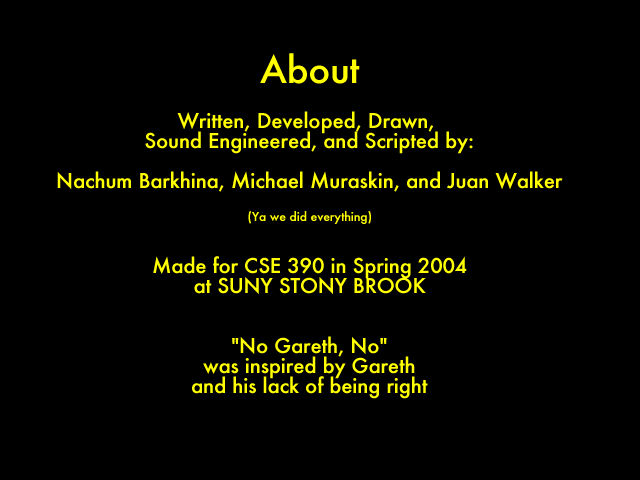 About
Written, Developed, Drawn,
Sound Engineered, and Scripted by:
Nachum Barkhina, Michael Muraskin, and Juan Walker
(Ya we did everything)
Made for CSE 390 in Spring 2004
at SUNY STONY BROOK
"No Gareth, No"
was inspired by Gareth
and his lack of being right